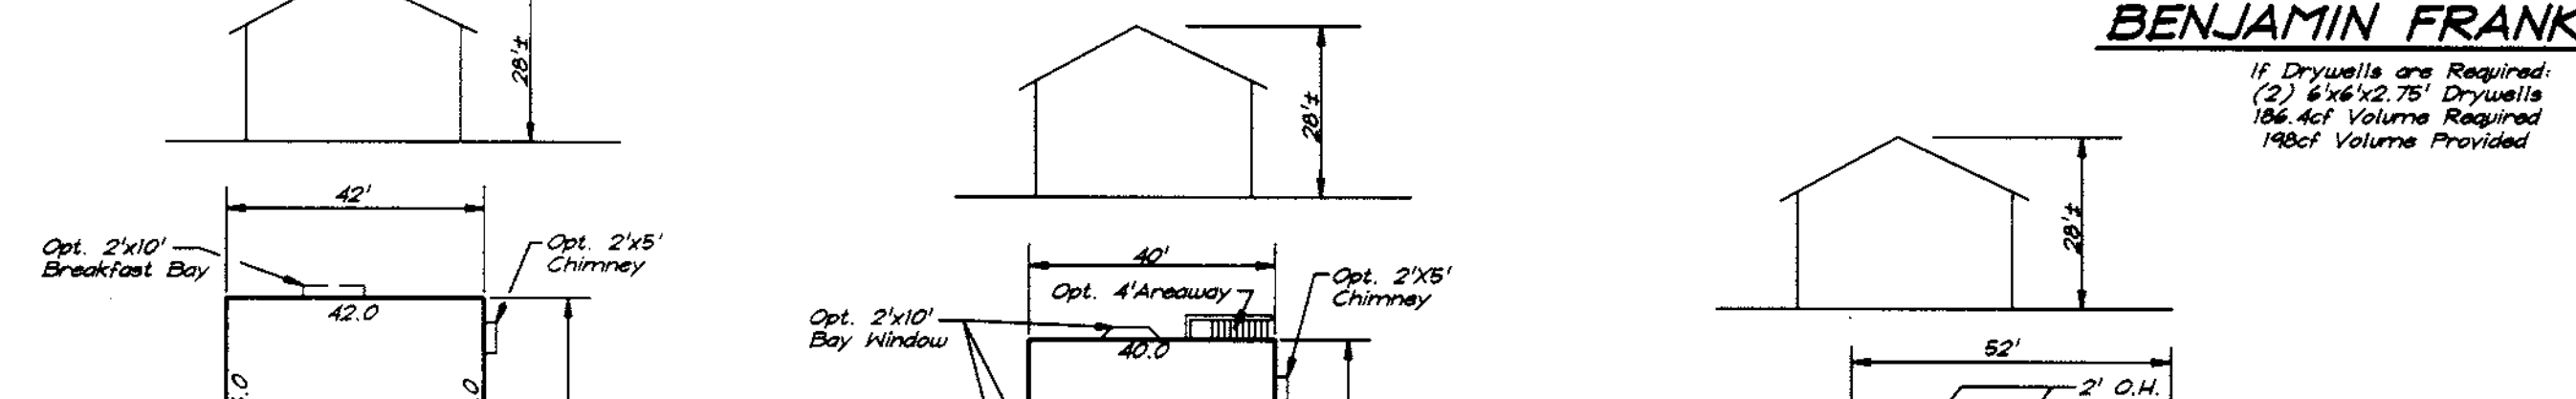 BENJAMIN FRANK
If Drywells are Required:
(2) 6'x6'x2.75' Drywells
186.4cf Volume Required
198cf Volume Provided
28'±
28'±
28'±
42'
Opt. 2'x10'
Breakfast Bay
Opt. 2'x5'
Chimney
42.0
40'
Opt. 4'Areaway
Opt. 2'X5'
Chimney
Opt. 2'x10'
Bay Window
40.0
52'
2' O.H.